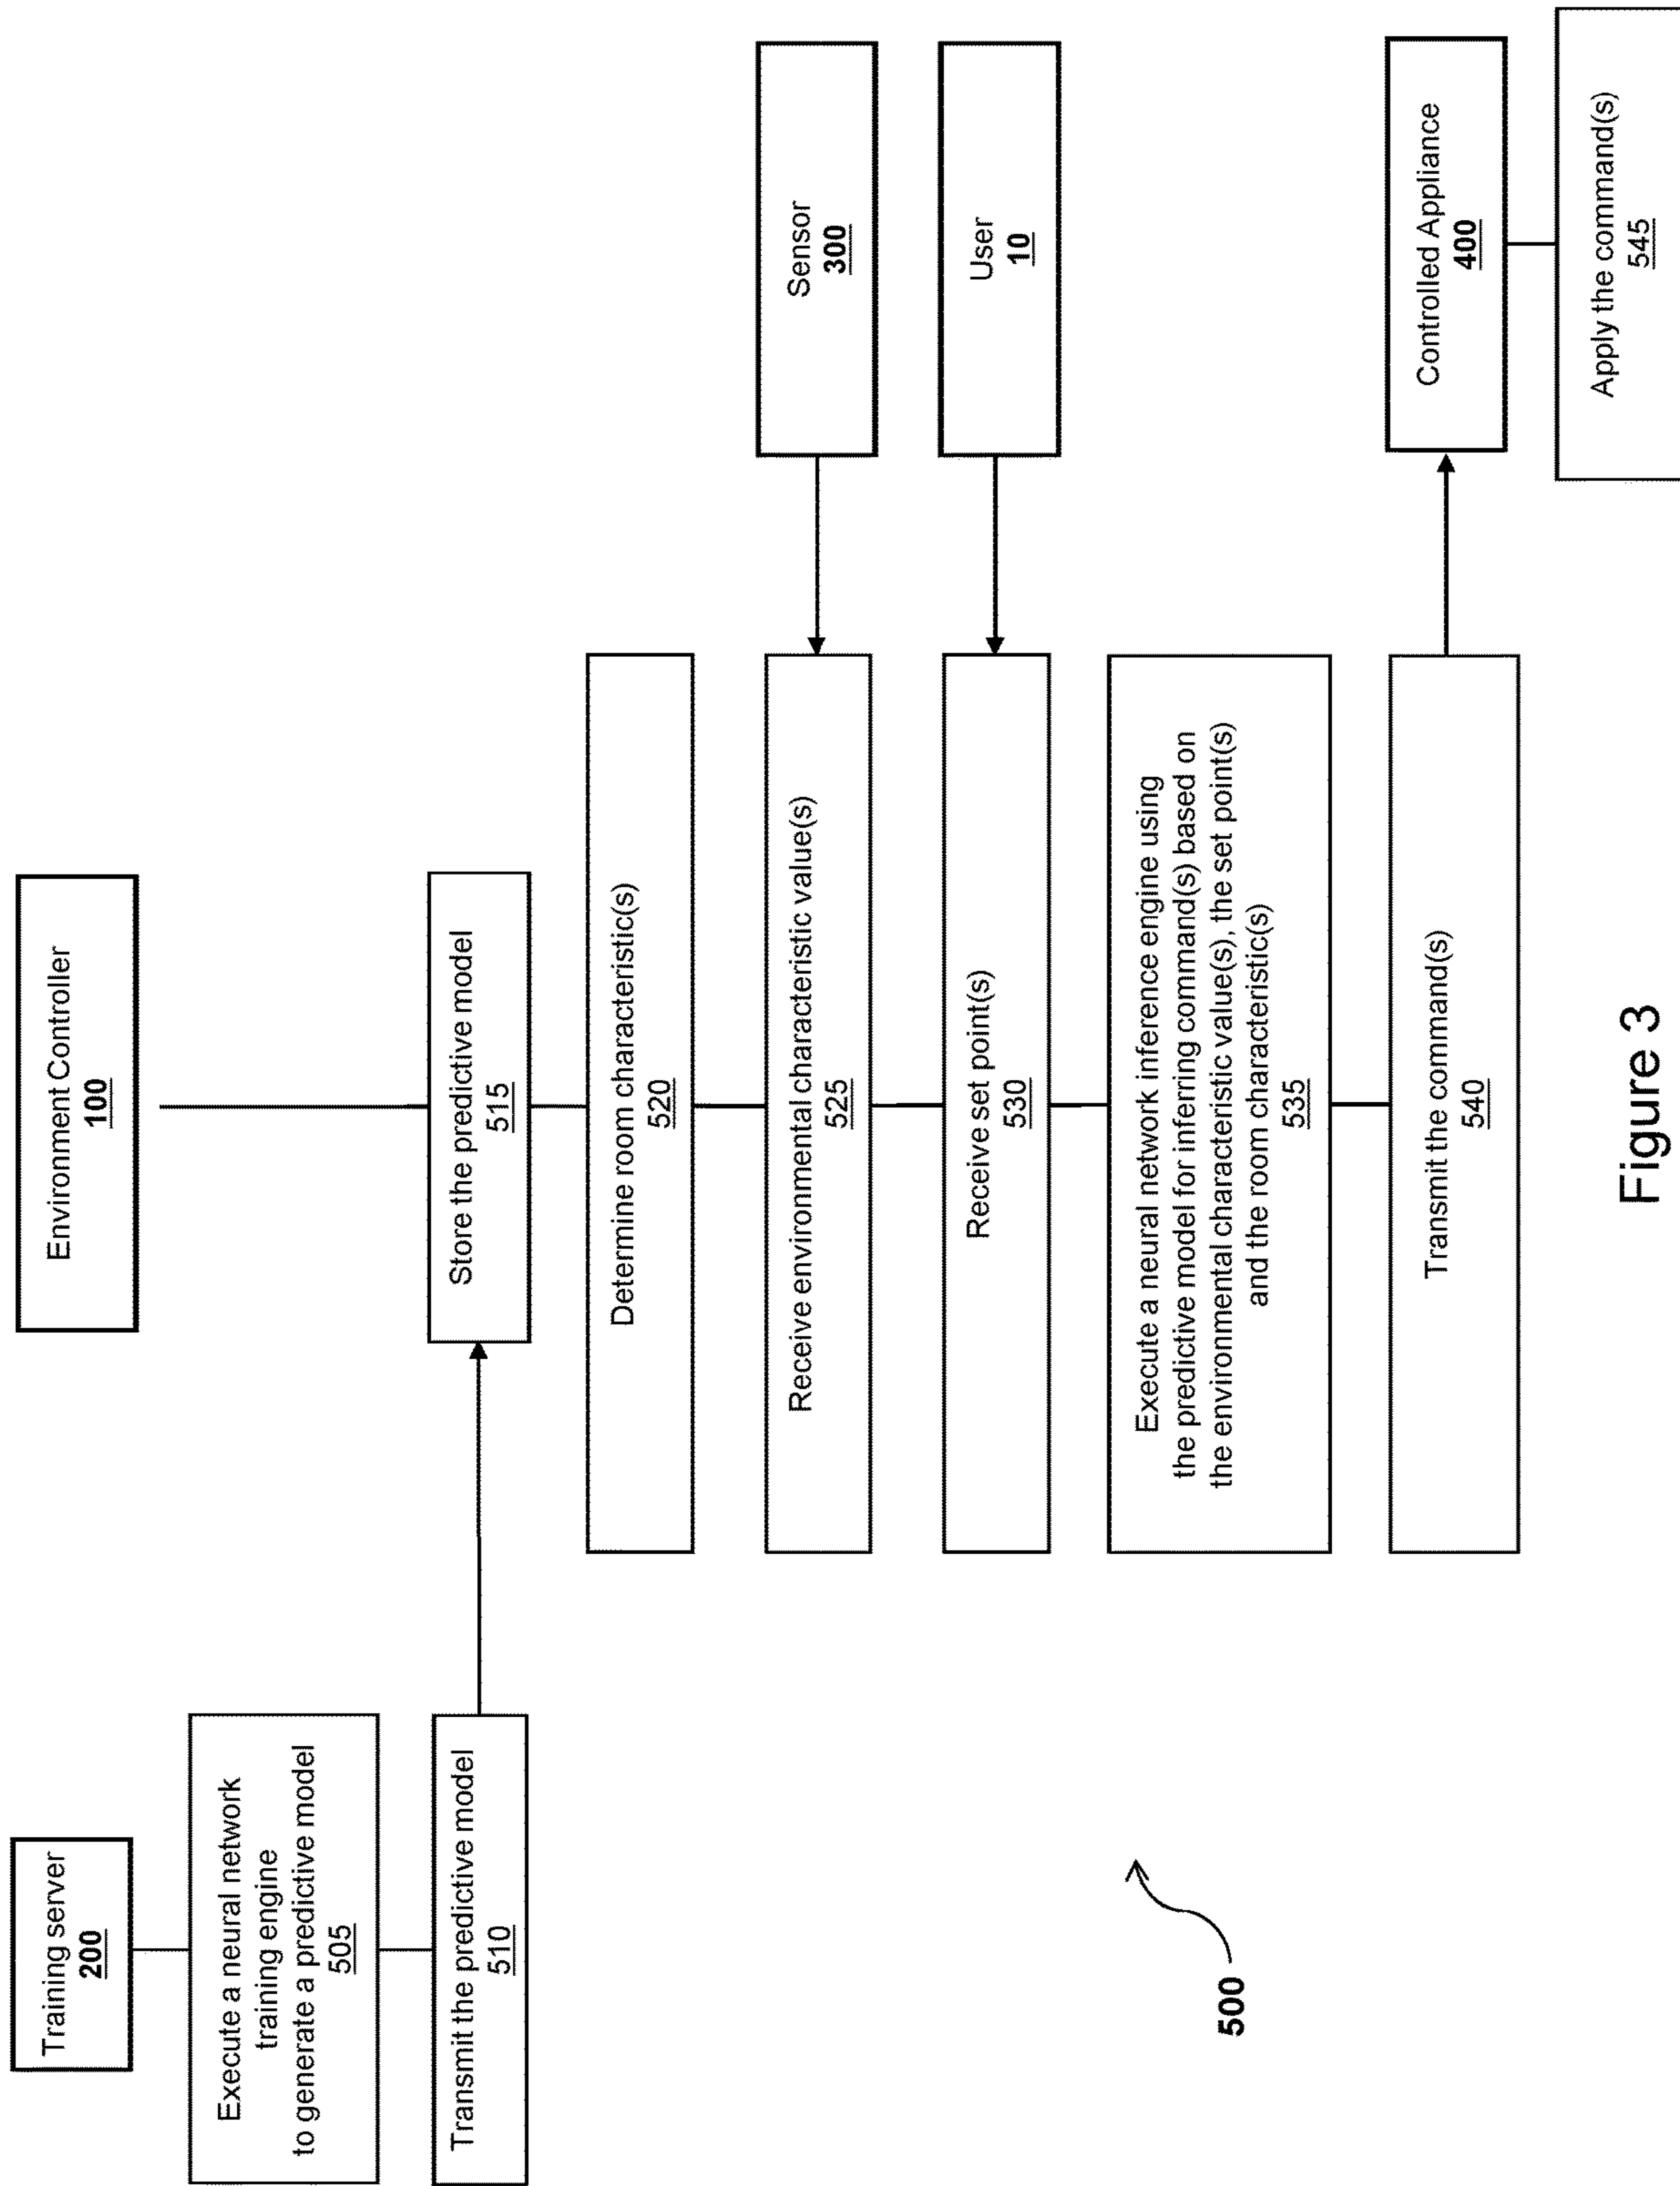 Training server
200
Execute a neural network
training engine
to generate a predictive model
505
Transmit the predictive model
510
Environment Controller
100
Store the predictive model
515
Determine room characteristic(s)
520
Receive environmental characteristic value(s)
525
Receive set point(s)
530
Execute a neural network inference engine using
the predictive model for inferring command(s) based on
the environmental characteristic value(s), the set point(s)
and the room characteristic(s)
535
Transmit the command(s)
540
Sensor
300
User
10
Controlled Appliance
400
Apply the command(s)
545
500
Figure 3